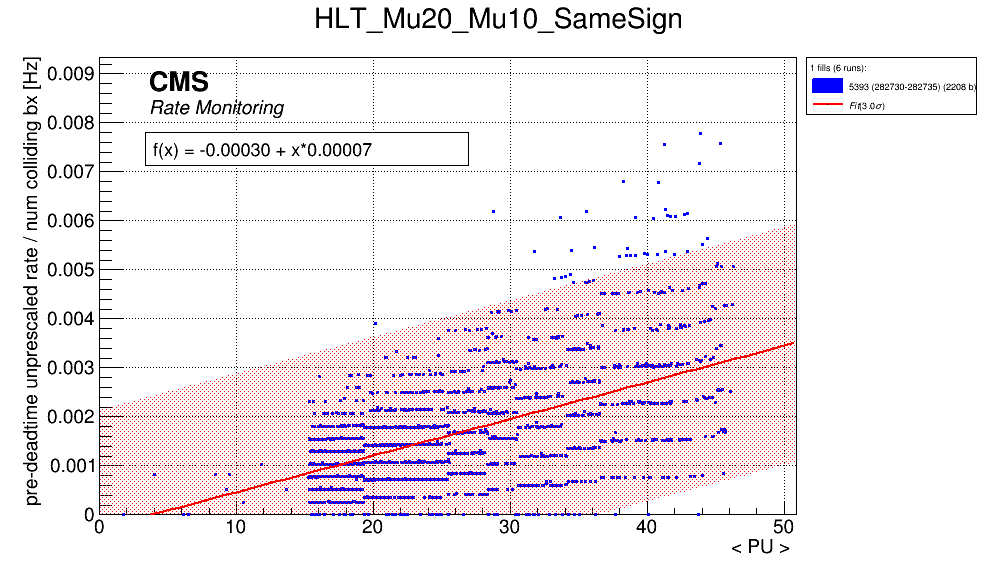 HLT_Mu20_Mu10_SameSign
pre-deadtime unprescaled rate / num colliding bx [Hz]
0.009
0.008
0.007
0.006
0.005
0.004
0.003
0.002
0.001
0
CMS
Rate Monitoring
f(x) = -0.00030 + x*0.00007
0 10 20 30 40 50
< PU >
1 fills (6 runs):
5393 (282730-282735) (2208 b)
Fit(3.0σ)